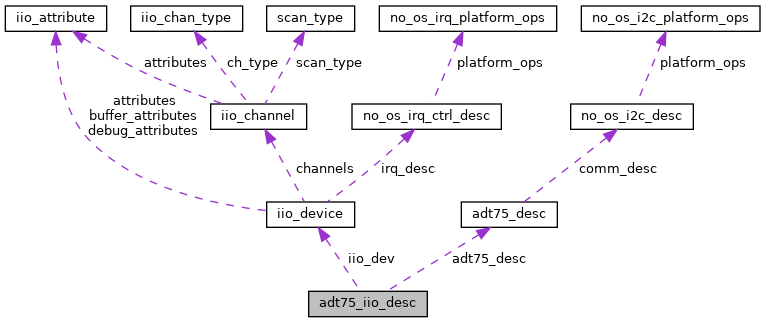 iio_attribute
iio_chan_type
scan_type
no_os_irq_platform_ops
no_os_i2c_platform_ops
attributes
ch_type
scan_type
platform_ops
platform_ops
attributes
buffer_attributes
debug_attributes
iio_channel
no_os_irq_ctrl_desc
no_os_i2c_desc
channels
irq_desc
comm_desc
iio_device
adt75_desc
iio_dev
adt75_desc
adt75_iio_desc